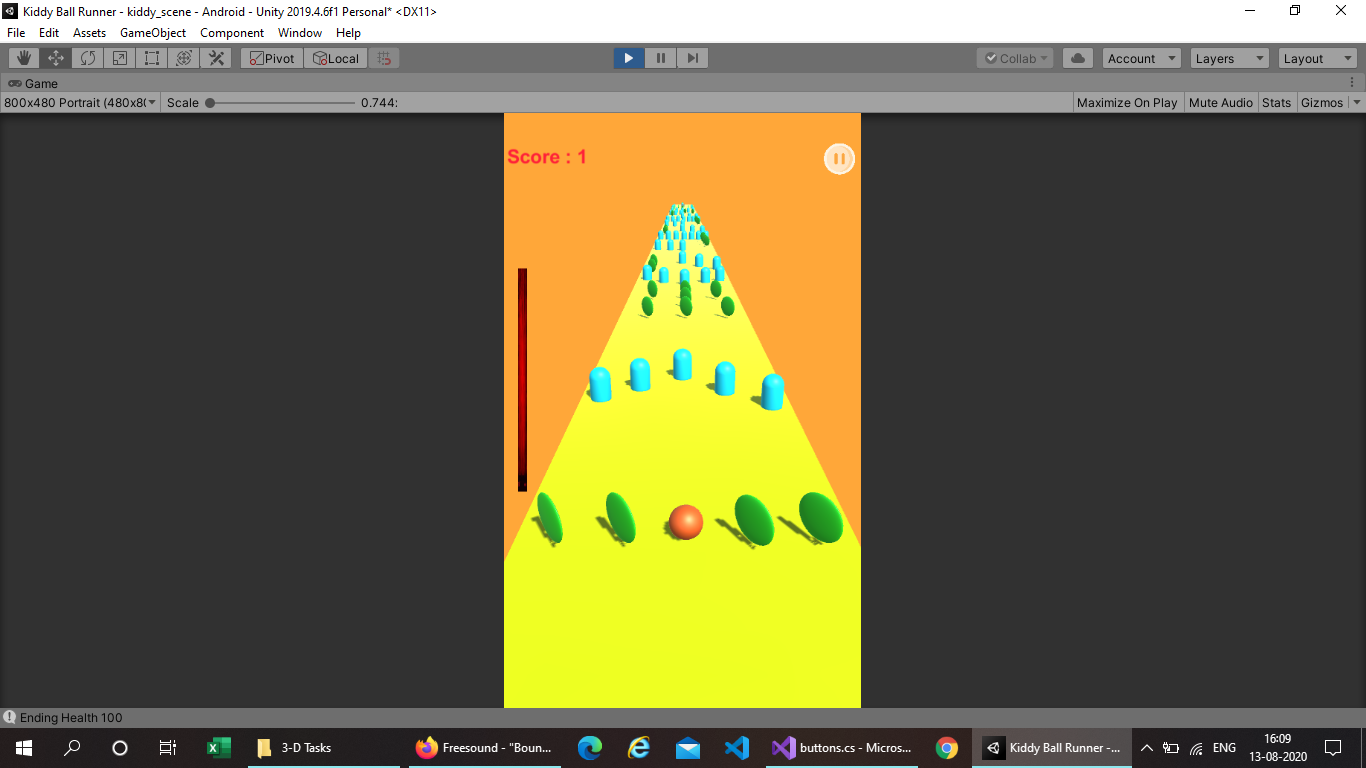 Kiddy Ball Runner - kiddy_scene - Android - Unity 2019.4.6f1 Personal* <DX11>
File Edit Assets GameObject Component Window Help
Pivot Local Collab Account Layers Layout
Game
800x480 Portrait (480x8( Scale 0.744: Maximize On Play Mute Audio Stats Gizmos
Score : 1
Ending Health 100
3-D Tasks Freesound - "Boun... buttons.cs - Micros... Kiddy Ball Runner -... ENG 16:09
13-08-2020